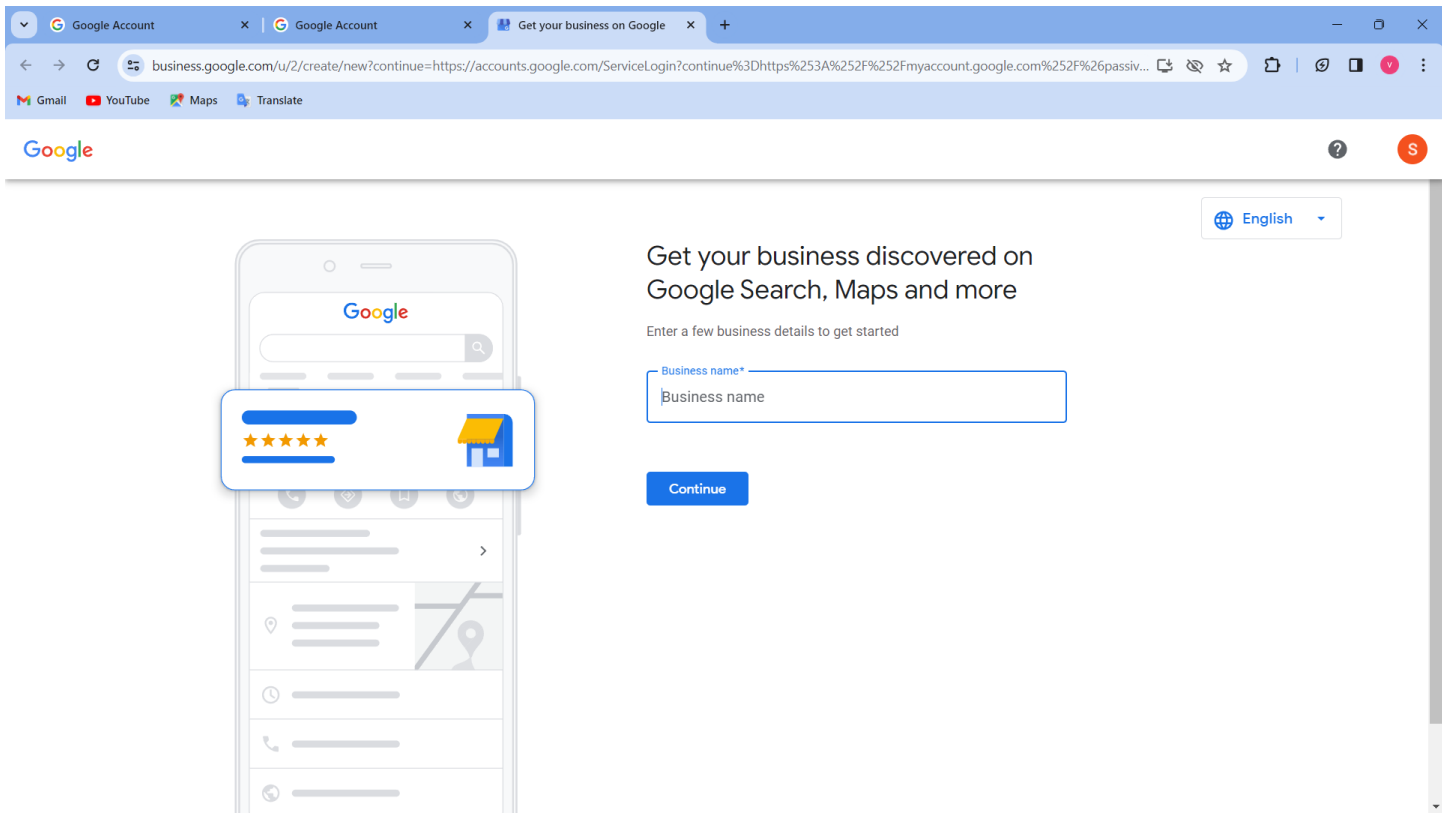 Google Account
Google Account
Get your business on Google
business.google.com/u/2/create/new?continue=https://accounts.google.com/ServiceLogin?continue%3Dhttps%253A%252F%252Fmyaccount.google.com%252F%26passiv...
V
Gmail
YouTube
Maps
Translate
Google
S
English
Google
Get your business discovered on
Google Search, Maps and more
Enter a few business details to get started
Business name*
Business name
Continue